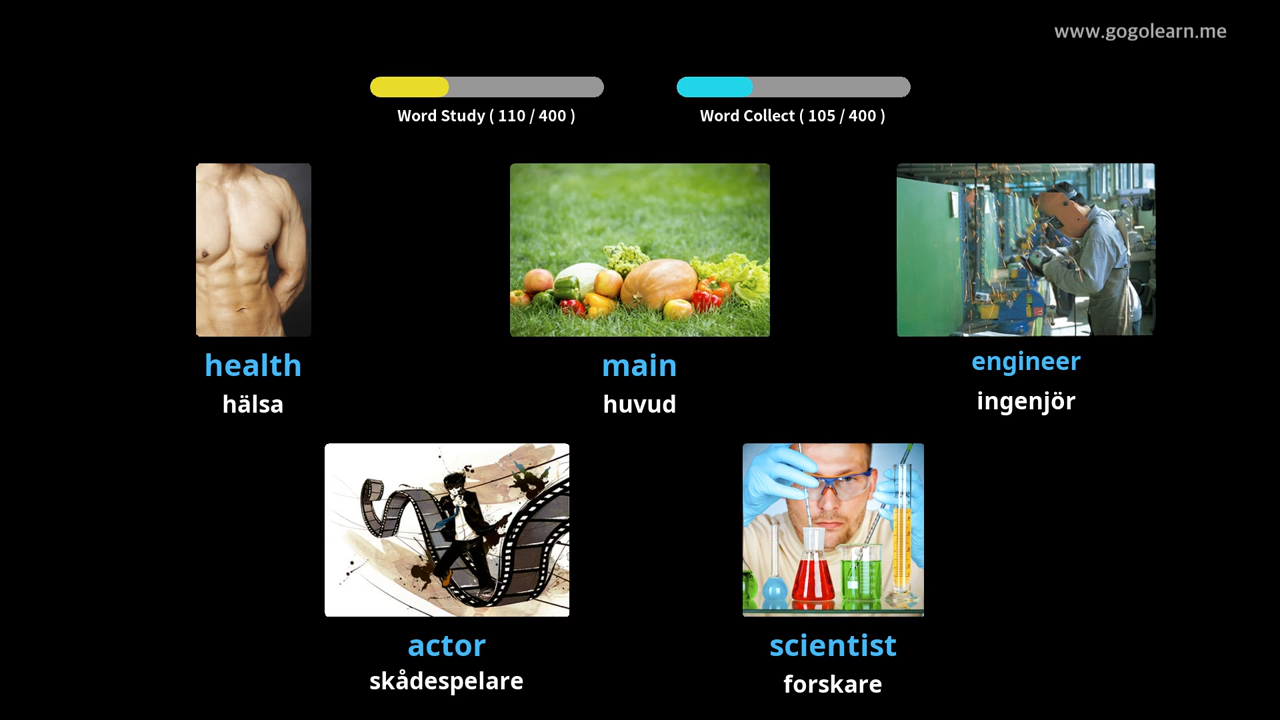 www.gogolearn.me
Word Study ( 110 / 400 )
Word Collect ( 105 / 400 )
health
hälsa
main
huvud
engineer
ingenjör
actor
skådespelare
scientist
forskare